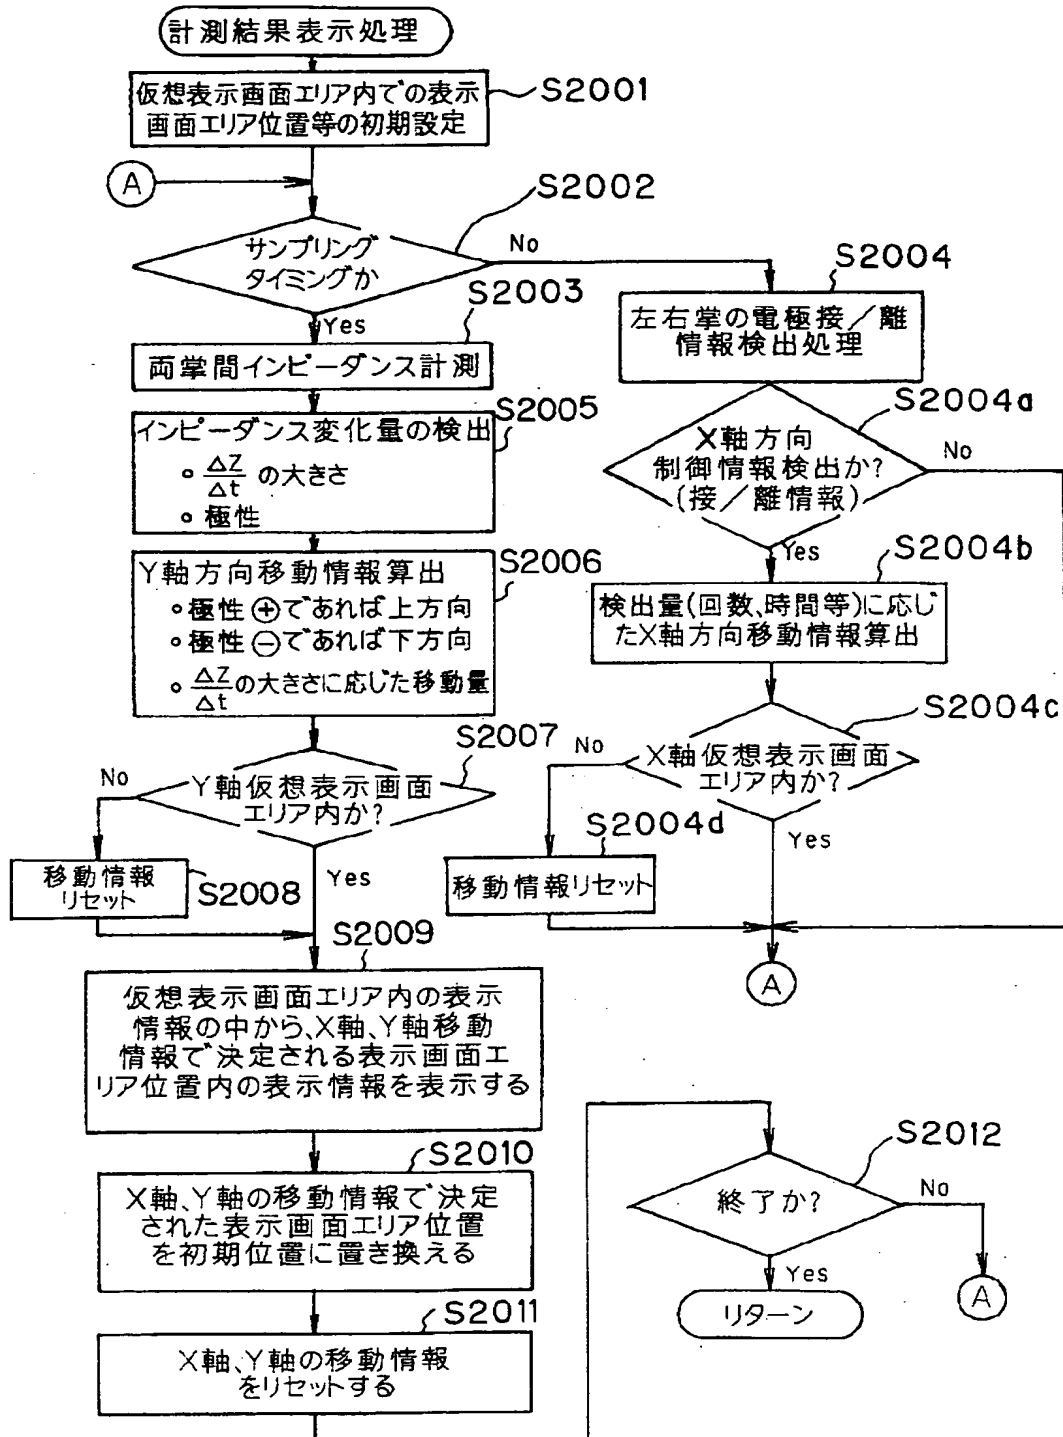 計測結果表示処理
仮想表示画面エリア内での表示
画面エリア位置等の初期設定
S2001
A
S2002
サンプリング
タイミングか
No
Yes
S2003
両掌間インピーダンス計測
S2004
左右掌の電極接/離
情報検出処理
S2005
インピーダンス変化量の検出
• ΔZ/Δt の大きさ
• 極性
S2004a
X軸方向
制御情報検出か?
(接/離情報)
No
Yes
S2006
Y軸方向移動情報算出
• 極性⊕であれば上方向
• 極性⊖であれば下方向
• ΔZ/Δtの大きさに応じた移動量
S2004b
検出量(回数、時間等)に応じ
たX軸方向移動情報算出
S2007
Y軸仮想表示画面
エリア内か?
No
Yes
S2004c
X軸仮想表示画面
エリア内か?
No
Yes
S2008
移動情報
リセット
S2004d
移動情報リセット
A
S2009
仮想表示画面エリア内の表示
情報の中から、X軸、Y軸移動
情報で決定される表示画面エ
リア位置内の表示情報を表示する
S2010
X軸、Y軸の移動情報で決定
された表示画面エリア位置
を初期位置に置き換える
S2011
X軸、Y軸の移動情報
をリセットする
S2012
終了か?
No
Yes
A
リターン